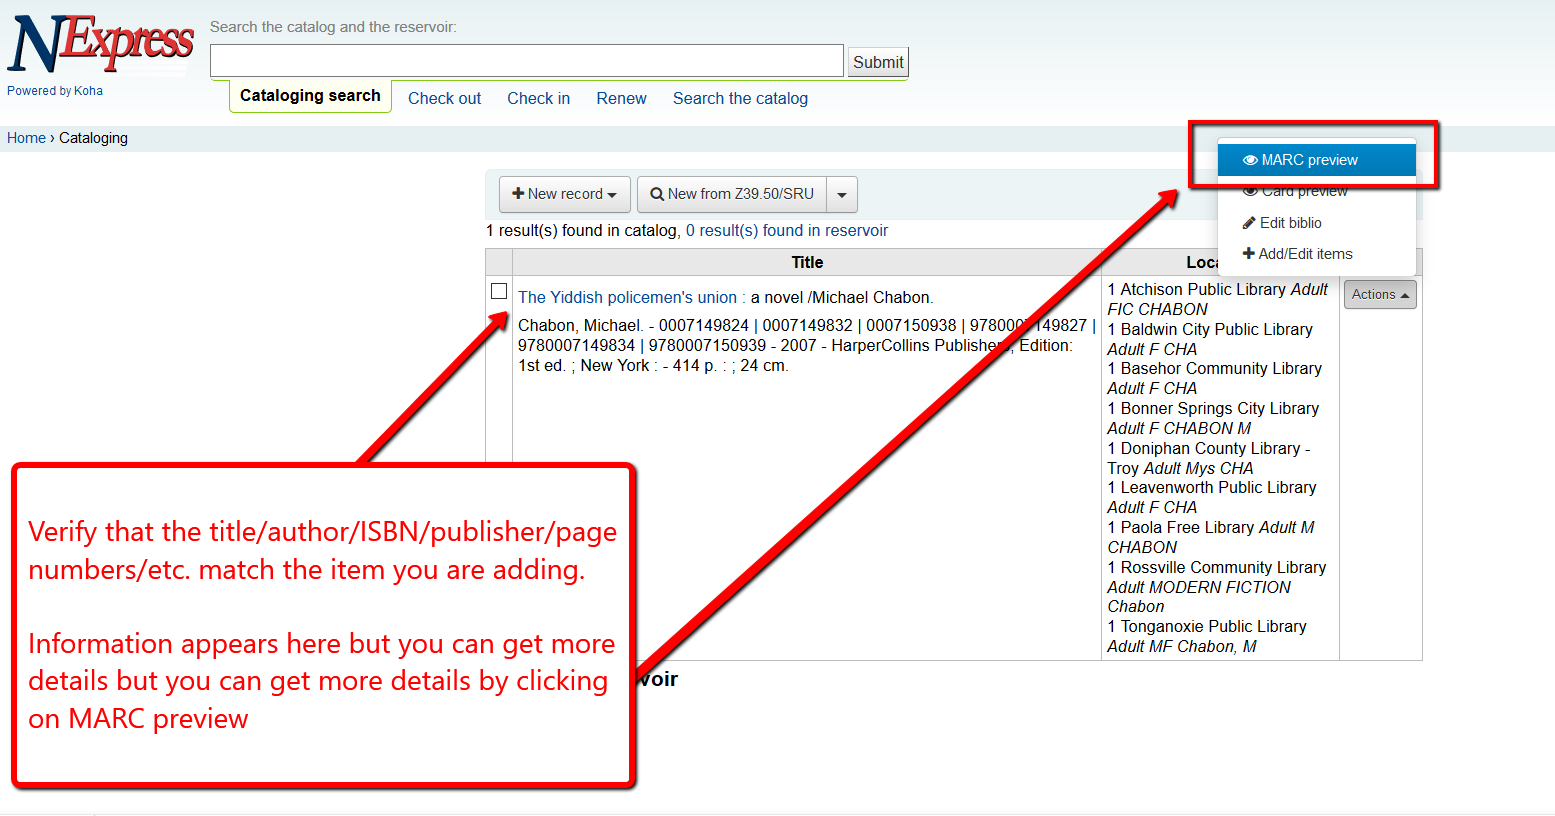 NExpress
Powered by Koha
Search the catalog and the reservoir:
Submit
Cataloging search
Check out
Check in
Renew
Search the catalog
Home › Cataloging
MARC preview
Card preview
Edit biblio
Add/Edit items
New record
New from Z39.50/SRU
1 result(s) found in catalog, 0 result(s) found in reservoir
Title
Loca
The Yiddish policemen's union : a novel /Michael Chabon.
Chabon, Michael. - 0007149824 | 0007149832 | 0007150938 | 9780007149827 |
9780007149834 | 9780007150939 - 2007 - HarperCollins Publishers, Edition:
1st ed. ; New York : - 414 p. : ; 24 cm.
1 Atchison Public Library Adult
FIC CHABON
1 Baldwin City Public Library
Adult F CHA
1 Basehor Community Library
Adult F CHA
1 Bonner Springs City Library
Adult F CHABON M
1 Doniphan County Library -
Troy Adult Mys CHA
1 Leavenworth Public Library
Adult F CHA
1 Paola Free Library Adult M
CHABON
1 Rossville Community Library
Adult MODERN FICTION
Chabon
1 Tonganoxie Public Library
Adult MF Chabon, M
Actions
Verify that the title/author/ISBN/publisher/page
numbers/etc. match the item you are adding.
Information appears here but you can get more
details but you can get more details by clicking
on MARC preview
voir